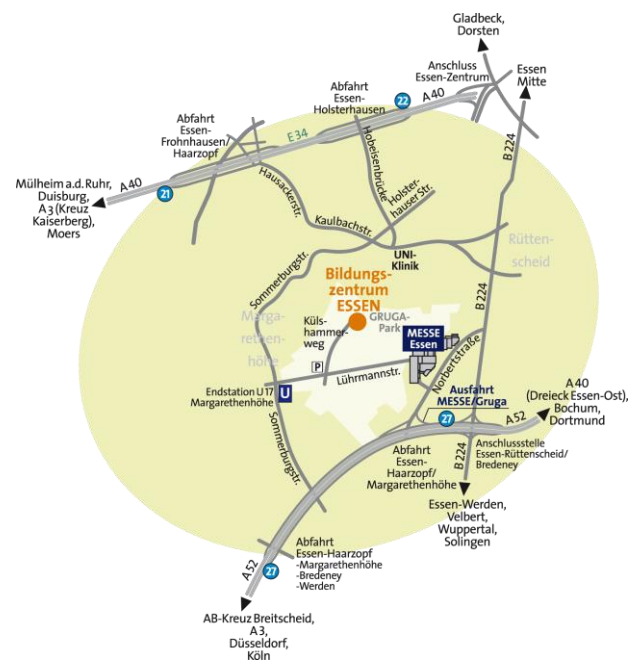 Gladbeck,
Dorsten
Anschluss
Essen-Zentrum
Essen
Mitte
Abfahrt
Essen-
Holsterhausen
22
A 40
Abfahrt
Essen-
Frohnhausen/
Haarzopf
E 34
B 224
Hobeisenbrücke
Mülheim a.d. Ruhr,
Duisburg,
A 3 (Kreuz
Kaiserberg),
Moers
A 40
21
Hausackerstr.
Holster-
hauser Str.
Kaulbachstr.
UNI-
Klinik
Rütten-
scheid
Sommerburgstr.
Bildungs-
zentrum
ESSEN
B 224
Marga-
rethen-
höhe
Küls-
hammer-
weg
GRUGA-
Park
MESSE
Essen
Norbertstraße
P
Lührmannstr.
Endstation U 17
Margarethenhöhe
U
Ausfahrt
MESSE/Gruga
27
A 52
A 40
(Dreieck Essen-Ost),
Bochum,
Dortmund
Sommerburgstr.
Abfahrt
Essen-
Haarzopf/
Margarethenhöhe
B 224
Anschlussstelle
Essen-Rüttenscheid/
Bredeney
Essen-Werden,
Velbert,
Wuppertal,
Solingen
Abfahrt
Essen-Haarzopf
-Margarethenhöhe
-Bredeney
-Werden
27
A 52
AB-Kreuz Breitscheid,
A 3,
Düsseldorf,
Köln